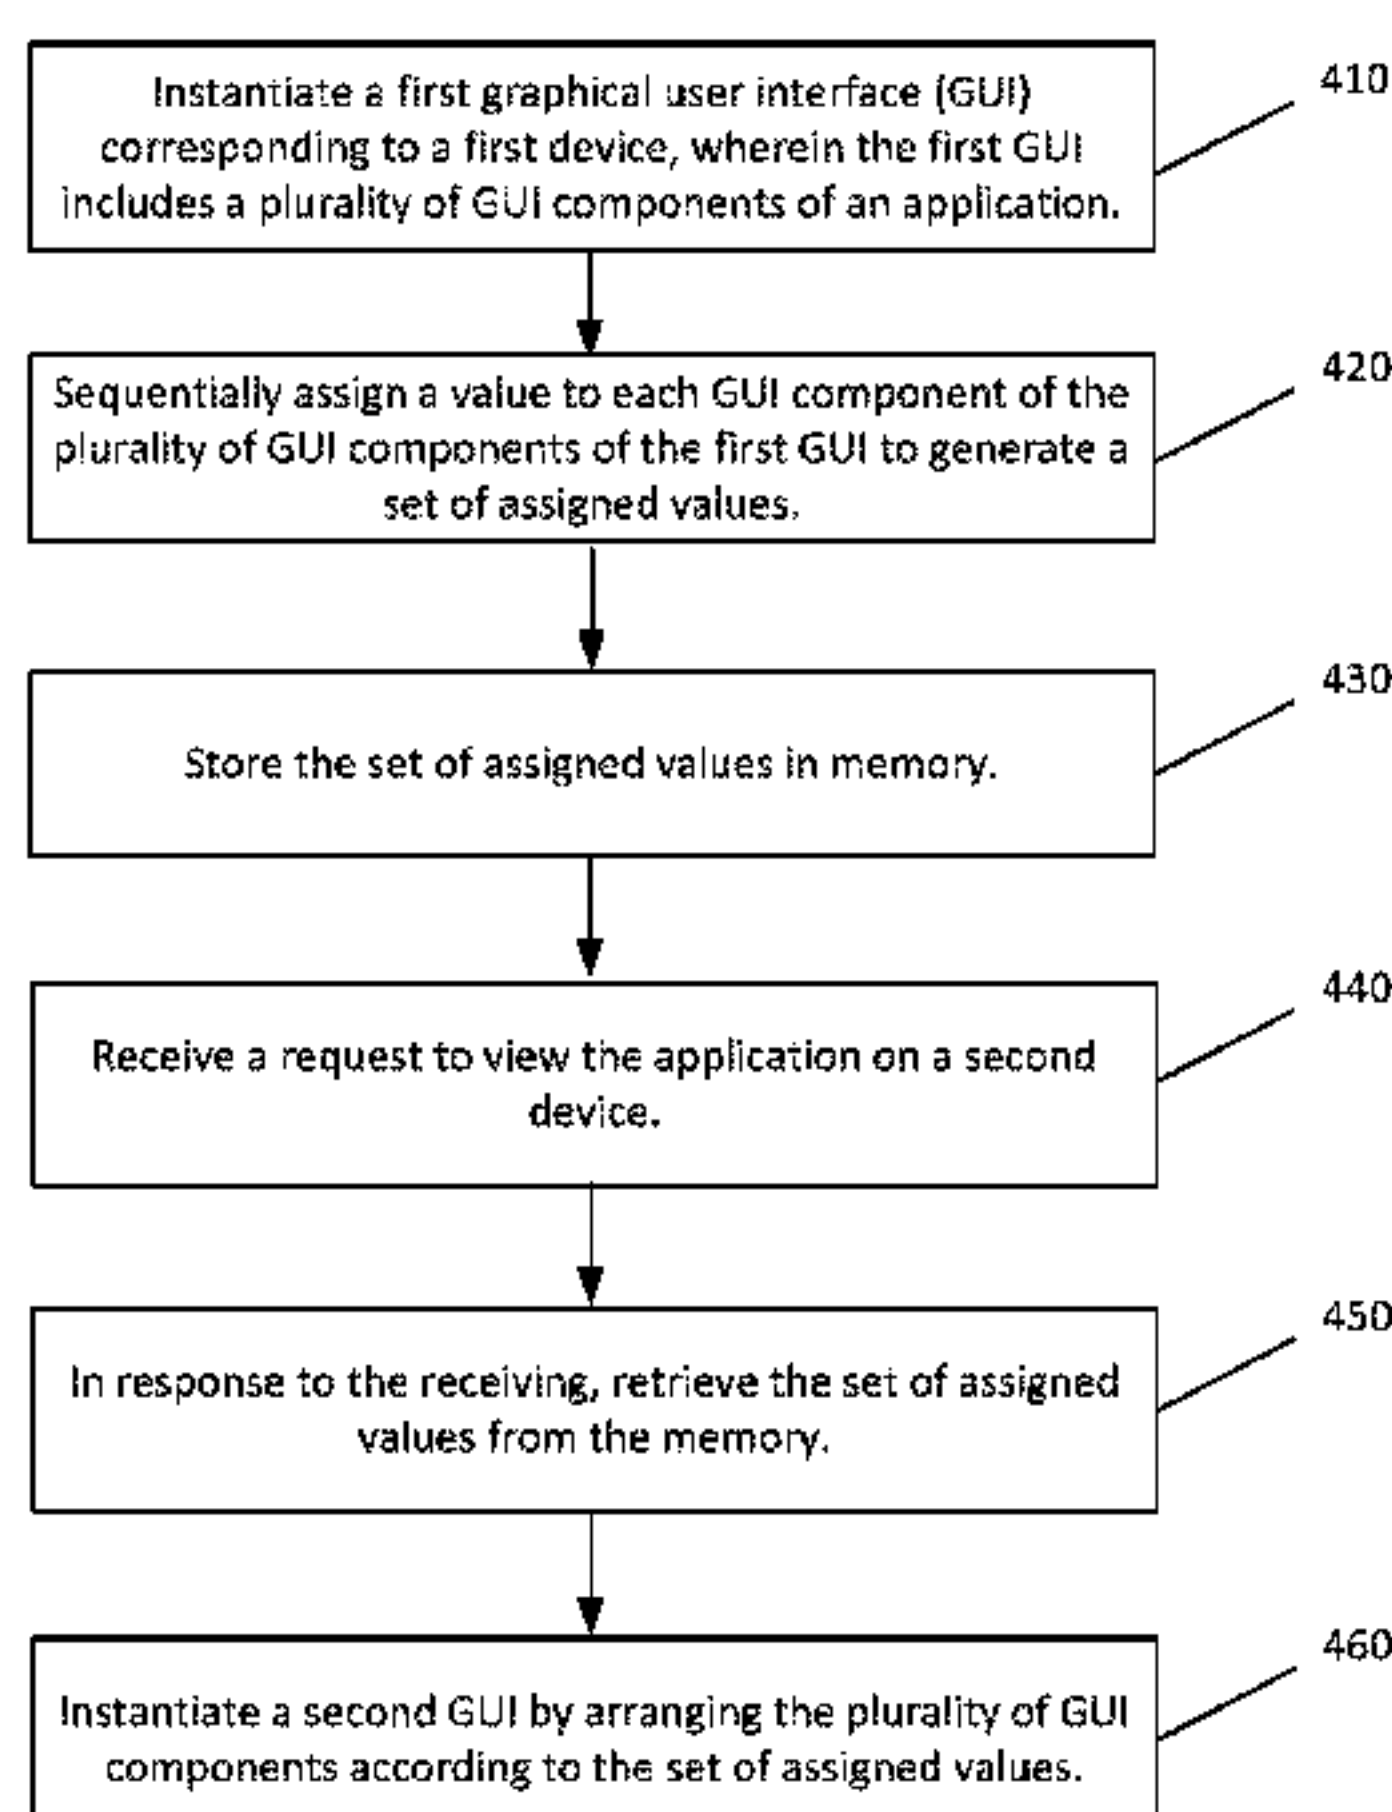 Instantiate a first graphical user interface (GUI)
corresponding to a first device, wherein the first GUI
includes a plurality of GUI components of an application.
410
Sequentially assign a value to each GUI component of the
plurality of GUI components of the first GUI to generate a
set of assigned values.
420
Store the set of assigned values in memory.
430
Receive a request to view the application on a second
device.
440
In response to the receiving, retrieve the set of assigned
values from the memory.
450
Instantiate a second GUI by arranging the plurality of GUI
components according to the set of assigned values.
460